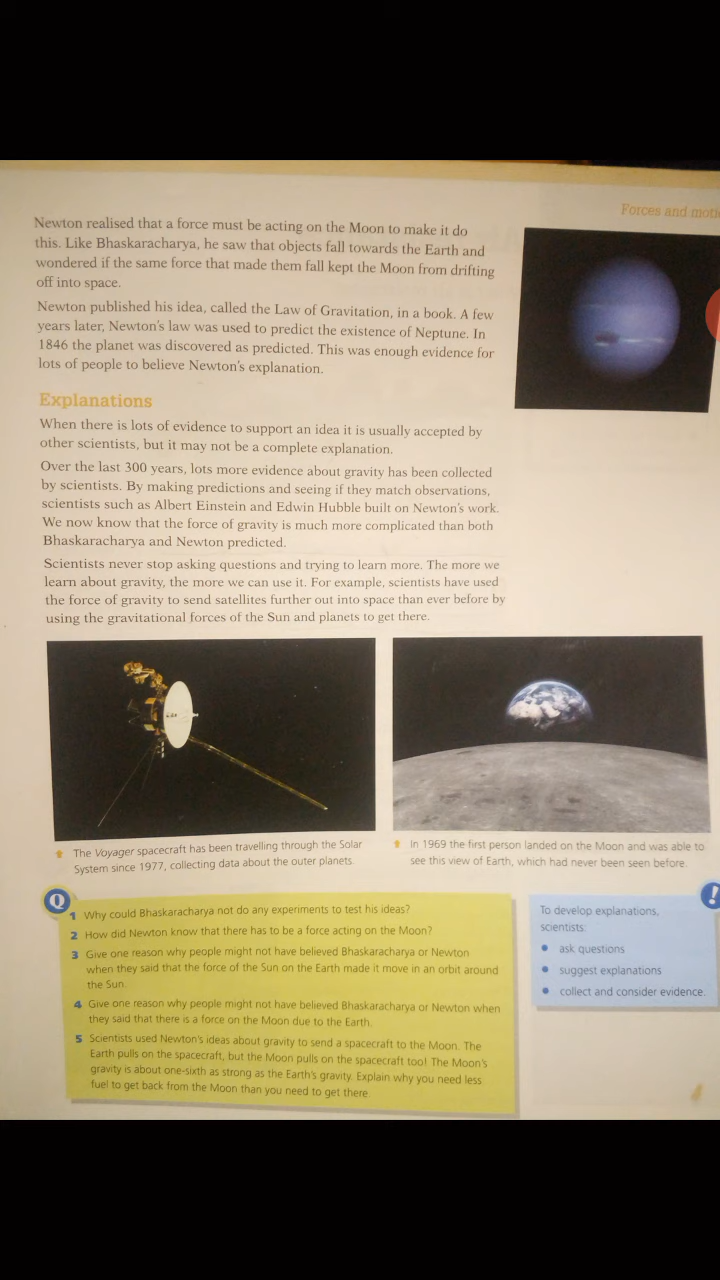 Forces and moti
Newton realised that a force must be acting on the Moon to make it do
this. Like Bhaskaracharya, he saw that objects fall towards the Earth and
wondered if the same force that made them fall kept the Moon from drifting
off into space.
Newton published his idea, called the Law of Gravitation, in a book. A few
years later, Newton's law was used to predict the existence of Neptune. In
1846 the planet was discovered as predicted. This was enough evidence for
lots of people to believe Newton's explanation.
Explanations
When there is lots of evidence to support an idea it is usually accepted by
other scientists, but it may not be a complete explanation.
Over the last 300 years, lots more evidence about gravity has been collected
by scientists. By making predictions and seeing if they match observations,
scientists such as Albert Einstein and Edwin Hubble built on Newton's work.
We now know that the force of gravity is much more complicated than both
Bhaskaracharya and Newton predicted.
Scientists never stop asking questions and trying to learn more. The more we
learn about gravity, the more we can use it. For example, scientists have used
the force of gravity to send satellites further out into space than ever before by
using the gravitational forces of the Sun and planets to get there.
The Voyager spacecraft has been travelling through the Solar
System since 1977, collecting data about the outer planets.
In 1969 the first person landed on the Moon and was able to
see this view of Earth, which had never been seen before.
Q
1 Why could Bhaskaracharya not do any experiments to test his ideas?
2 How did Newton know that there has to be a force acting on the Moon?
3 Give one reason why people might not have believed Bhaskaracharya or Newton
when they said that the force of the Sun on the Earth made it move in an orbit around
the Sun.
4 Give one reason why people might not have believed Bhaskaracharya or Newton when
they said that there is a force on the Moon due to the Earth.
5 Scientists used Newton's ideas about gravity to send a spacecraft to the Moon. The
Earth pulls on the spacecraft, but the Moon pulls on the spacecraft too! The Moon's
gravity is about one-sixth as strong as the Earth's gravity. Explain why you need less
fuel to get back from the Moon than you need to get there.
!
To develop explanations,
scientists:
• ask questions
• suggest explanations
• collect and consider evidence.